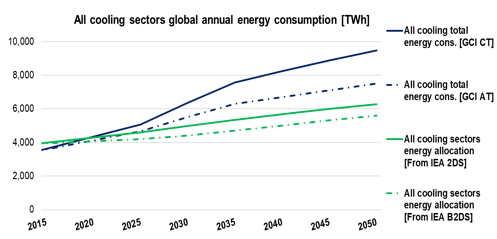 All cooling sectors global annual energy consumption [TWh]
10,000
8,000
6,000
4,000
2,000
0
2015 2020 2025 2030 2035 2040 2045 2050
All cooling total
energy cons. [GCI CT]
All cooling total
energy cons. [GCI AT]
All cooling sectors
energy allocation
[From IEA 2DS]
All cooling sectors
energy allocation
[From IEA B2DS]